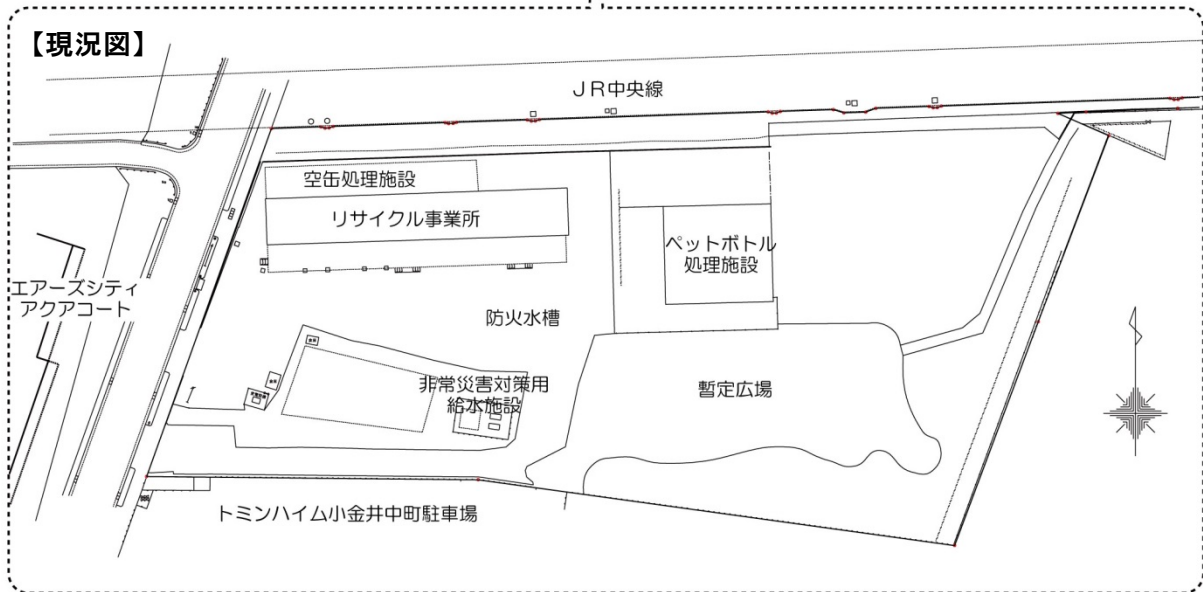 【現況図】
JR中央線
空缶処理施設
リサイクル事業所
ペットボトル
処理施設
エアーズシティ
アクアコート
防火水槽
非常災害対策用
給水施設
暫定広場
トミンハイム小金井中町駐車場